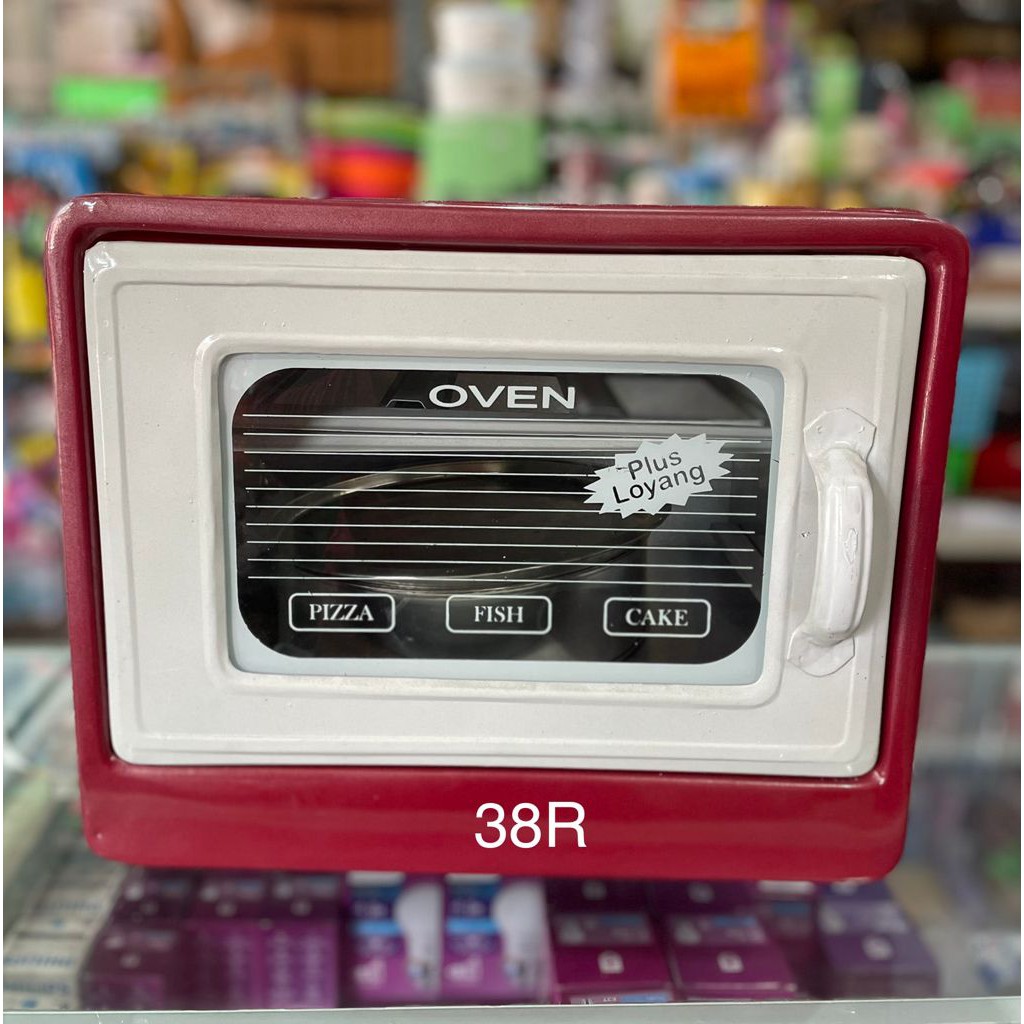 OVEN
Plus
Loyang
PIZZA
FISH
CAKE
38R